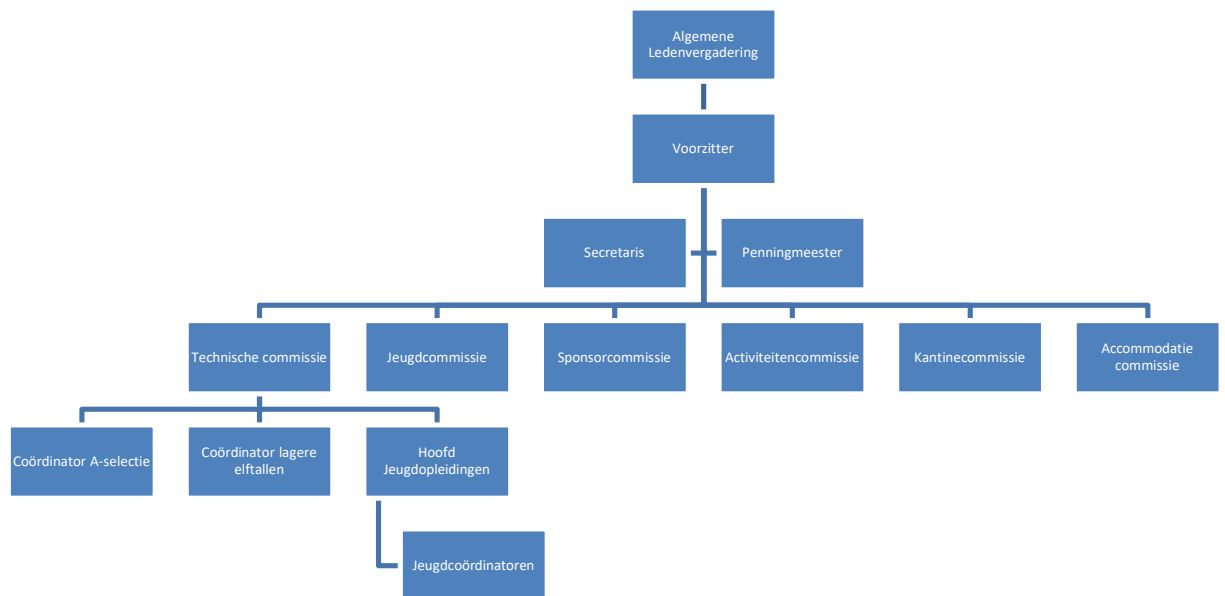 Algemene
Ledenvergadering
Voorzitter
Secretaris
Penningmeester
Technische commissie
Jeugdcommissie
Sponsorcommissie
Activiteitencommissie
Kantinecommissie
Accommodatie
commissie
Coördinator A-selectie
Coördinator lagere
elftallen
Hoofd
Jeugdopleidingen
Jeugdcoördinatoren